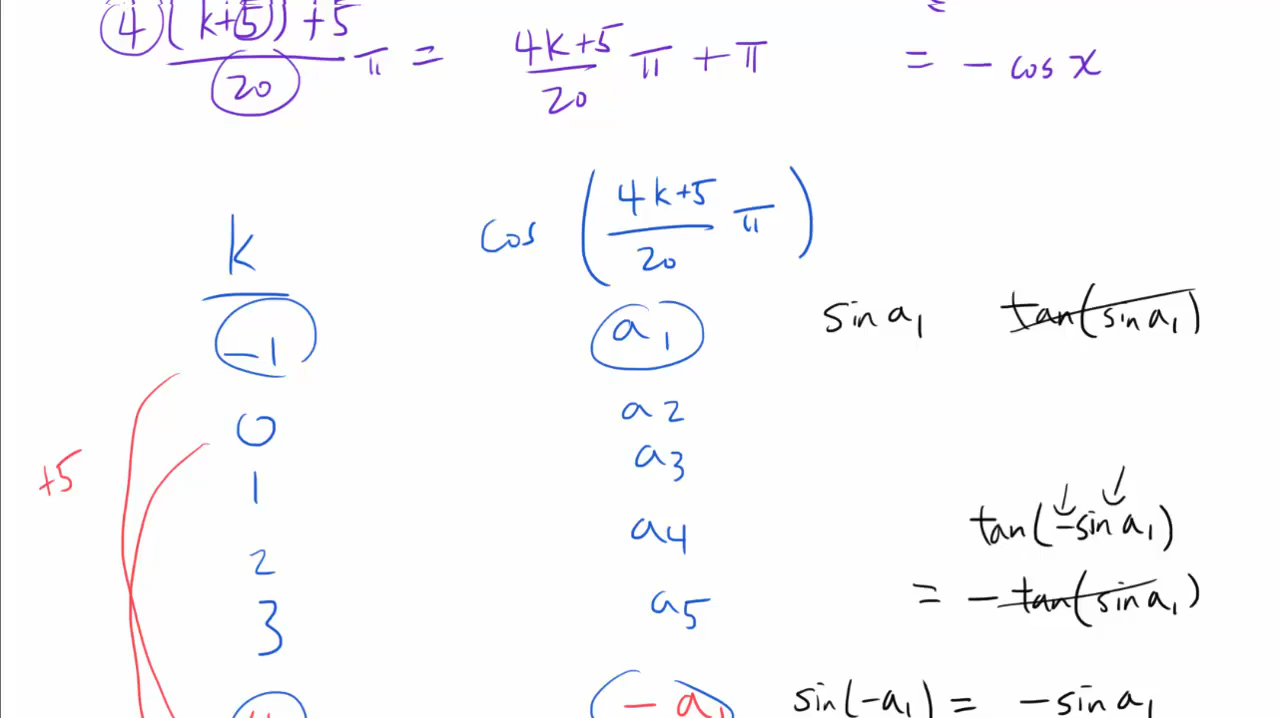 4(k+5)+5/20 π = 4k+5/20 π + π = -cos x
k cos(4k+5/20 π)
-1 a1 sin a1 tan(sin a1)
0 a2
1 a3
+5
2 a4 tan(-sin a1)
3 a5 = -tan(sin a1)
-a1 sin(-a1) = -sin a1